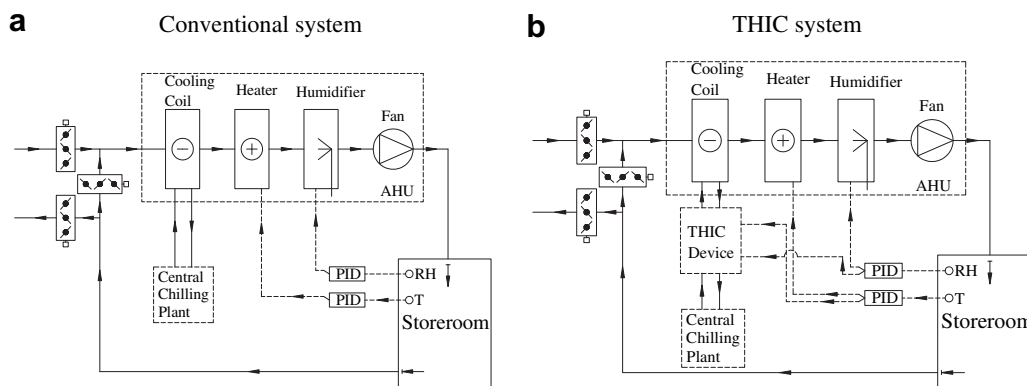 a
Conventional system
Cooling
Coil
Heater
Humidifier
Fan
AHU
Central
Chilling
Plant
PID
RH
PID
T
Storeroom
b
THIC system
Cooling
Coil
Heater
Humidifier
Fan
AHU
THIC
Device
Central
Chilling
Plant
PID
RH
PID
T
Storeroom